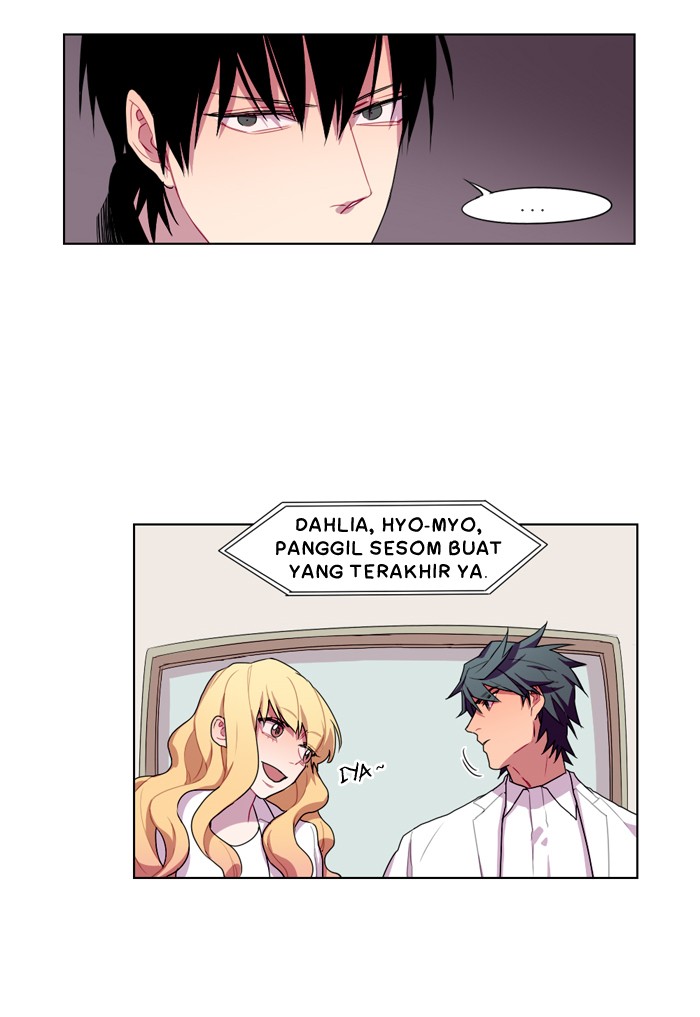 ...
DAHLIA, HYO-MYO,
PANGGIL SESOM BUAT
YANG TERAKHIR YA.
IYA~